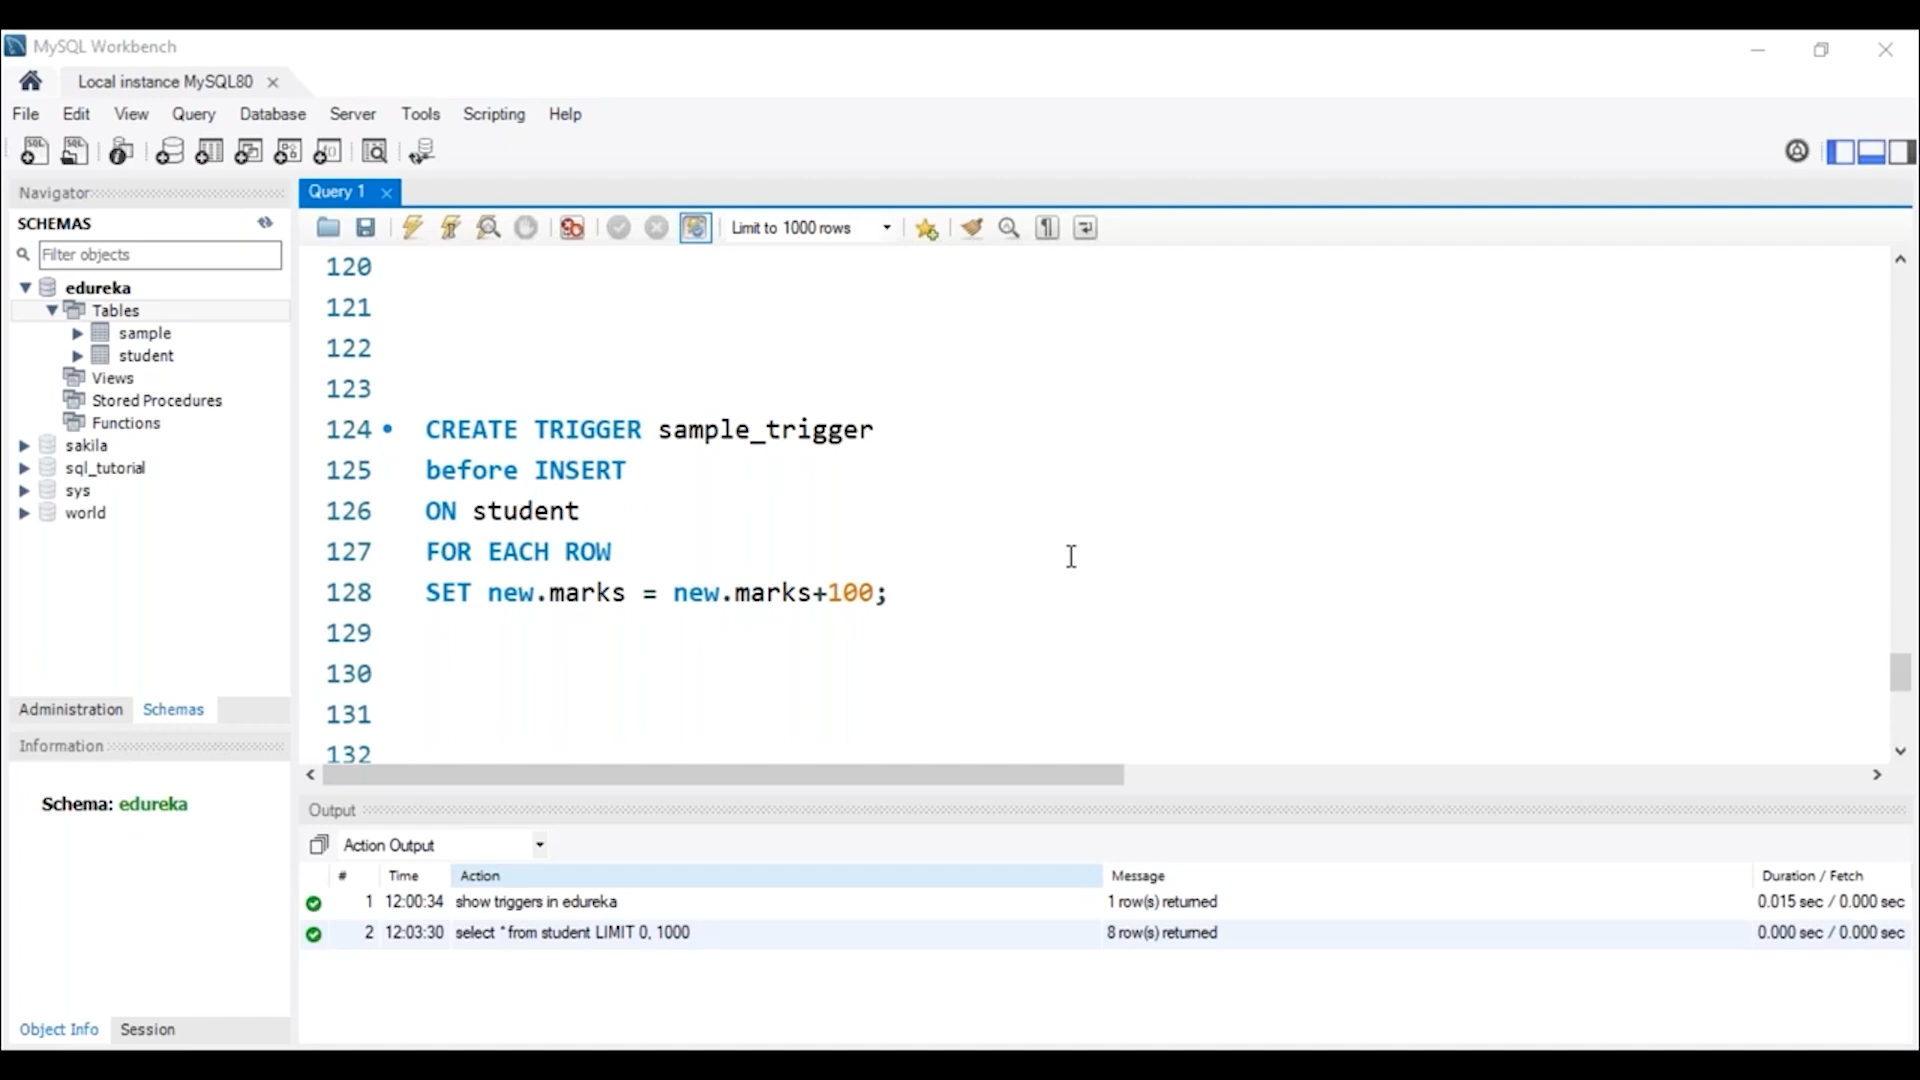 MySQL Workbench
Local instance MySQL80
File Edit View Query Database Server Tools Scripting Help
Navigator
SCHEMAS
Filter objects
edureka
Tables
sample
student
Views
Stored Procedures
Functions
sakila
sql_tutorial
sys
world
Administration Schemas
Information
Schema: edureka
Object Info Session
Query 1
Limit to 1000 rows
120
121
122
123
124 CREATE TRIGGER sample_trigger
125 before INSERT
126 ON student
127 FOR EACH ROW
128 SET new.marks = new.marks+100;
129
130
131
132
Output
Action Output
# Time Action Message Duration / Fetch
1 12:00:34 show triggers in edureka 1 row(s) returned 0.015 sec / 0.000 sec
2 12:03:30 select * from student LIMIT 0, 1000 8 row(s) returned 0.000 sec / 0.000 sec